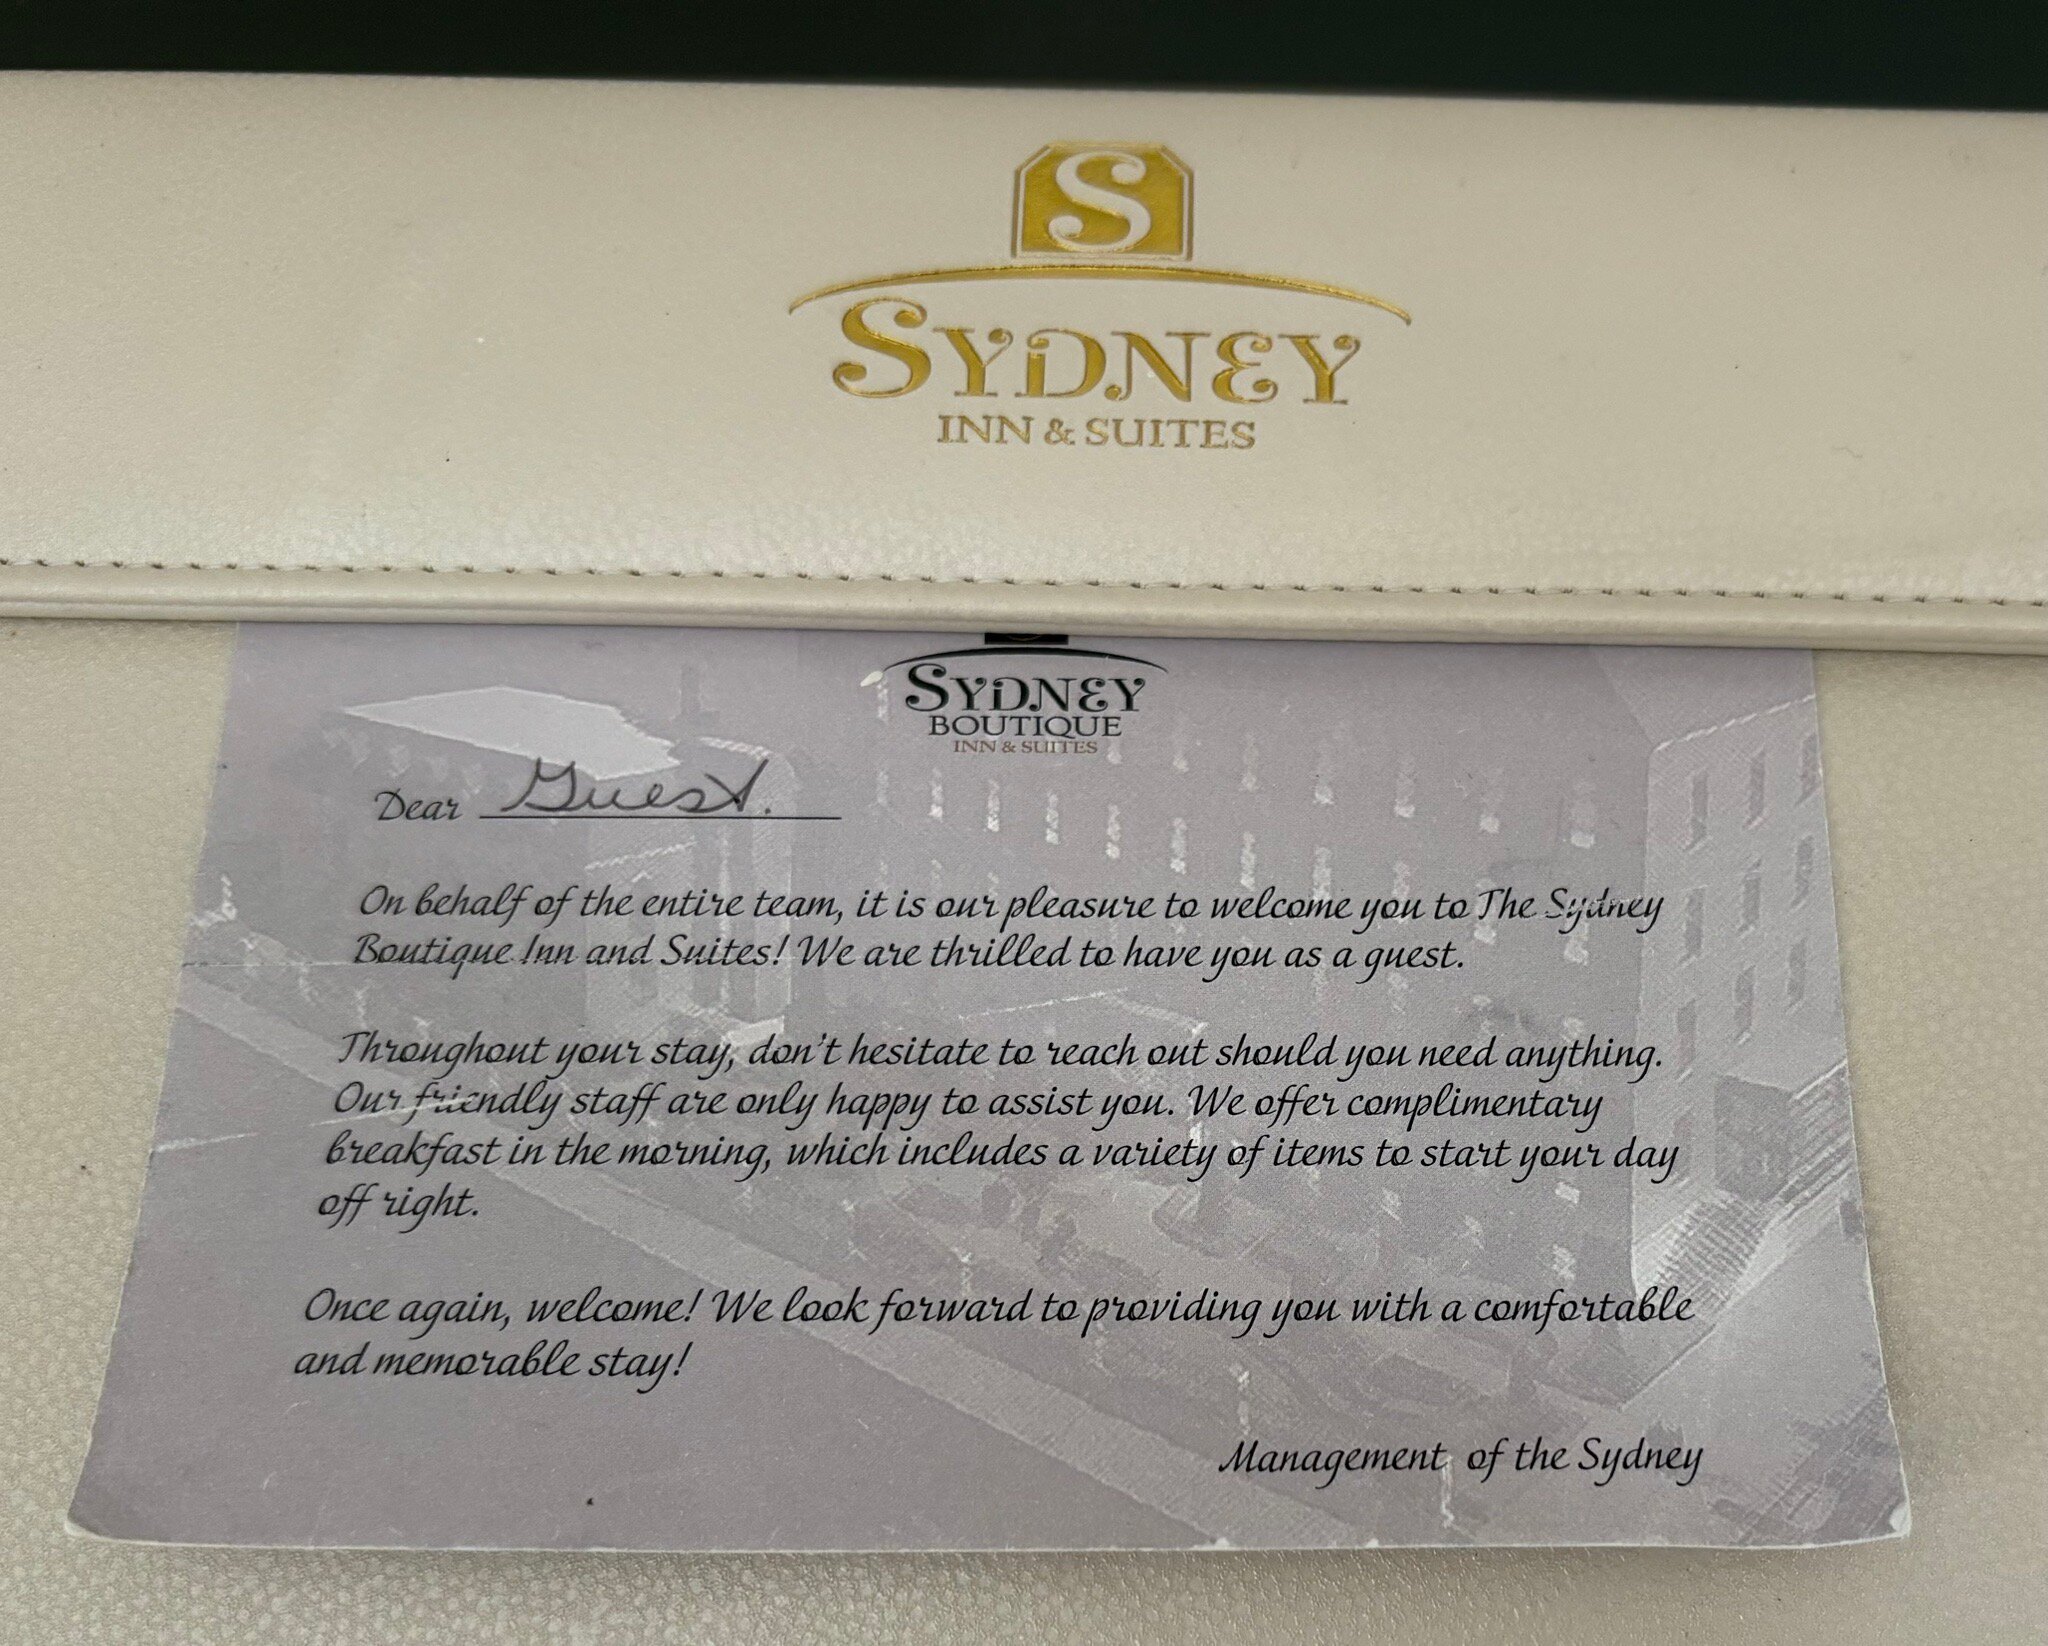 S
SYDNEY
INN & SUITES
SYDNEY
BOUTIQUE
INN & SUITES
Dear Guest.
On behalf of the entire team, it is our pleasure to welcome you to The Sydney
Boutique Inn and Suites! We are thrilled to have you as a guest.
Throughout your stay, don't hesitate to reach out should you need anything.
Our friendly staff are only happy to assist you. We offer complimentary
breakfast in the morning, which includes a variety of items to start your day
off right.
Once again, welcome! We look forward to providing you with a comfortable
and memorable stay!
Management of the Sydney